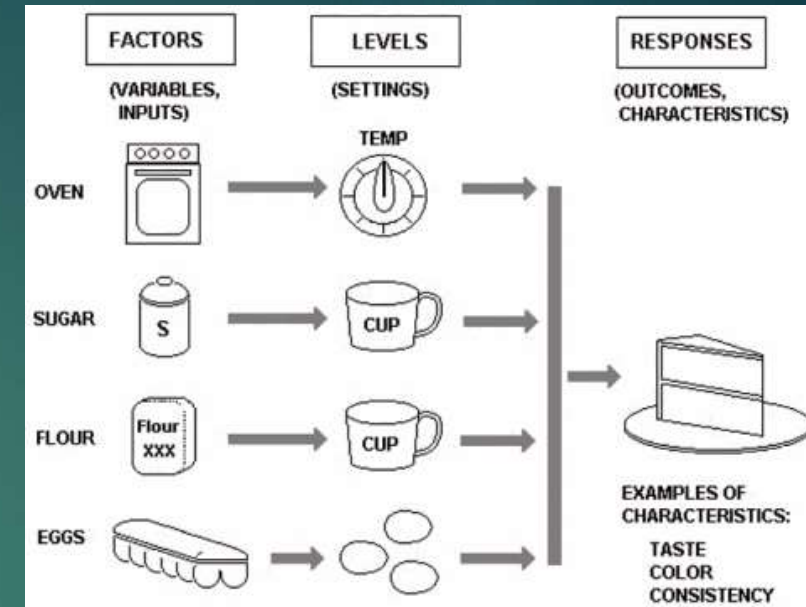 FACTORS
LEVELS
RESPONSES
(VARIABLES,
INPUTS)
(SETTINGS)
(OUTCOMES,
CHARACTERISTICS)
OVEN
TEMP
SUGAR
S
CUP
FLOUR
Flour
XXX
CUP
EGGS
EXAMPLES OF
CHARACTERISTICS:
TASTE
COLOR
CONSISTENCY